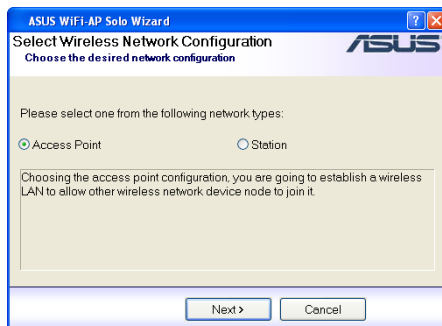 ASUS WiFi-AP Solo Wizard
Select Wireless Network Configuration
Choose the desired network configuration
ASUS
Please select one from the following network types:
Access Point
Station
Choosing the access point configuration, you are going to establish a wireless
LAN to allow other wireless network device node to join it.
Next >
Cancel